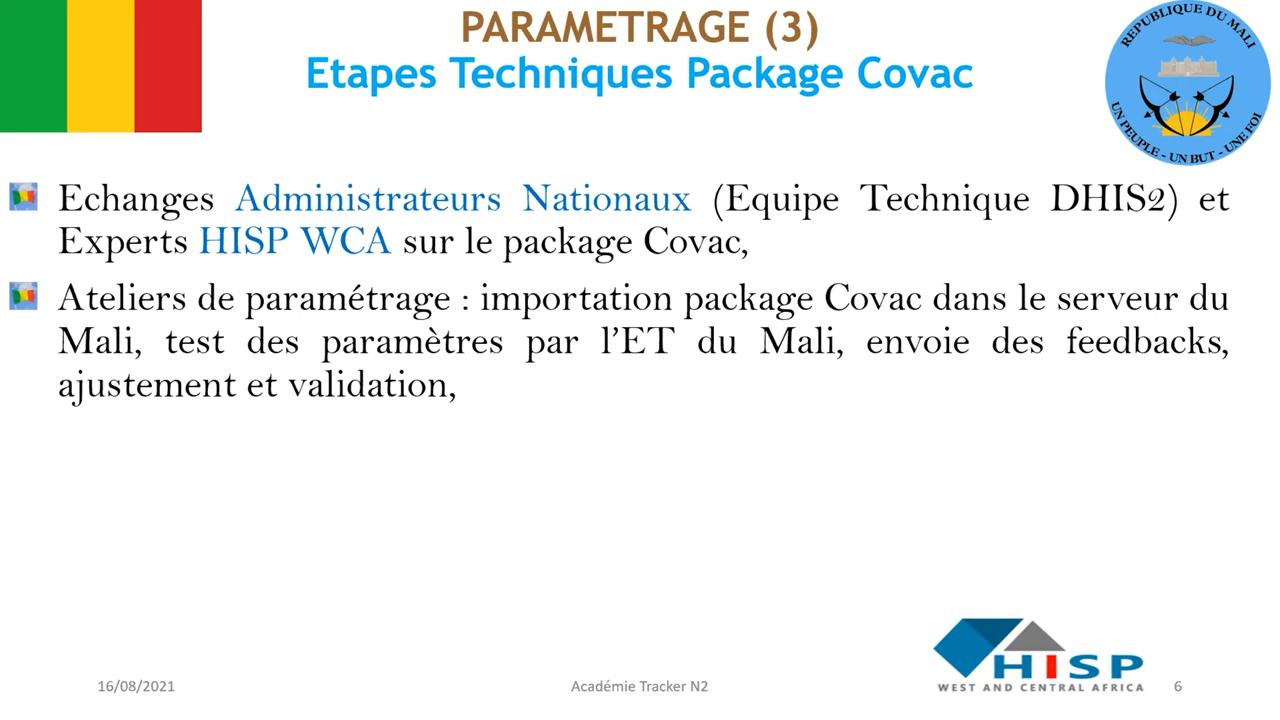 PARAMETRAGE (3)
Etapes Techniques Package Covac
REPUBLIQUE DU MALI
UN PEUPLE - UN BUT - UNE FOI
Echanges Administrateurs Nationaux (Equipe Technique DHIS2) et
Experts HISP WCA sur le package Covac,
Ateliers de paramétrage : importation package Covac dans le serveur du
Mali, test des paramètres par l'ET du Mali, envoie des feedbacks,
ajustement et validation,
HISP
WEST AND CENTRAL AFRICA
16/08/2021
Académie Tracker N2
6